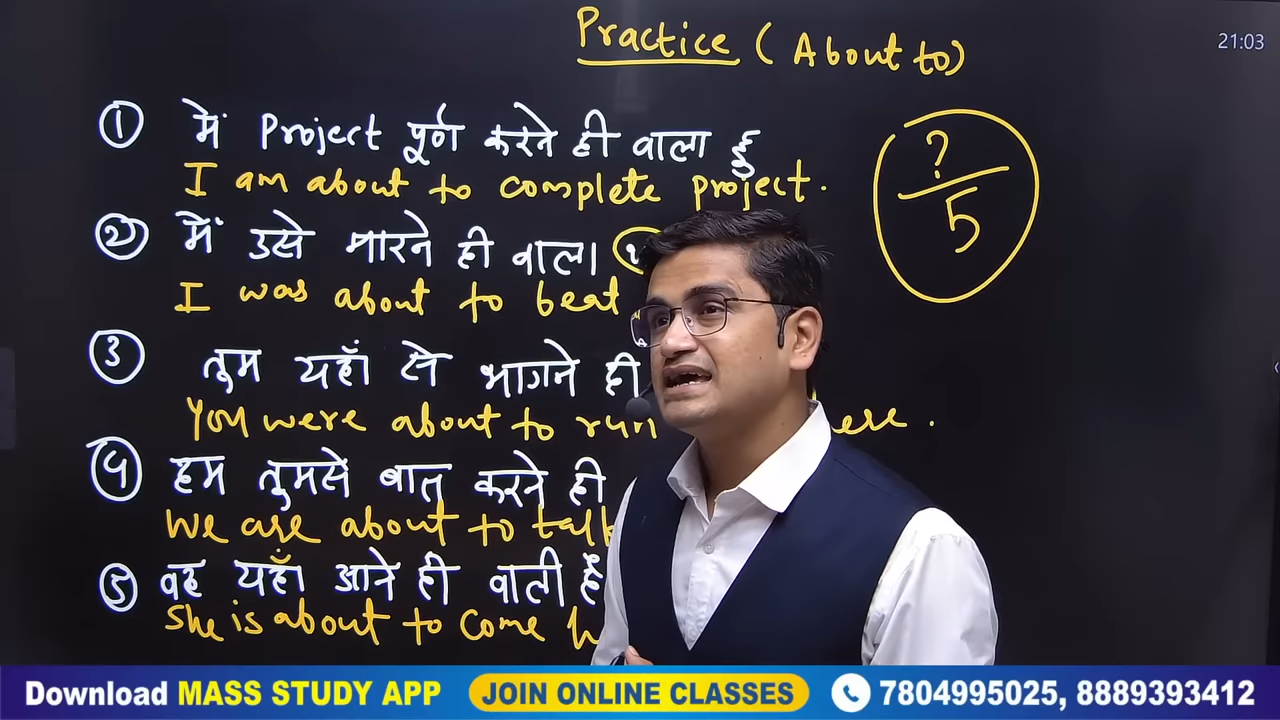 Practice (About to)
21:03
① में Project पूर्ण करने ही वाला हु
I am about to complete project.
?
5
② में उसे मारने ही वाला
I was about to beat
③ तुम यहाँ से भागने ही
You were about to run
④ हम तुमसे बात करने ही
We are about to talk
⑤ वह यहाँ आने ही वाली है
She is about to come
Download MASS STUDY APP JOIN ONLINE CLASSES 7804995025, 8889393412